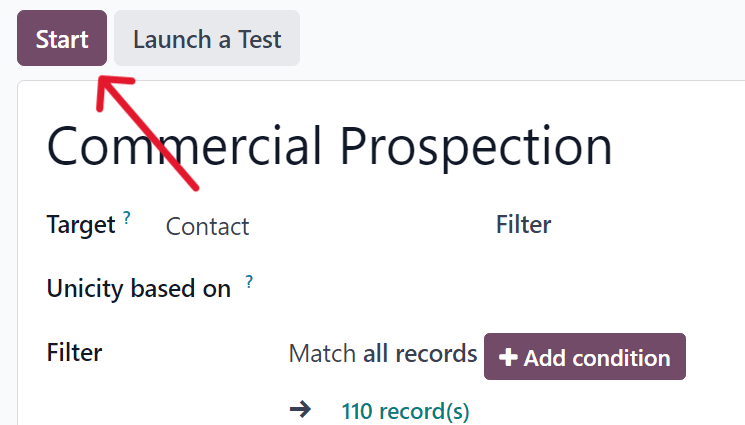 Start Launch a Test
Commercial Prospection
Target ? Contact Filter
Unicity based on ?
Filter Match all records + Add condition
→ 110 record(s)